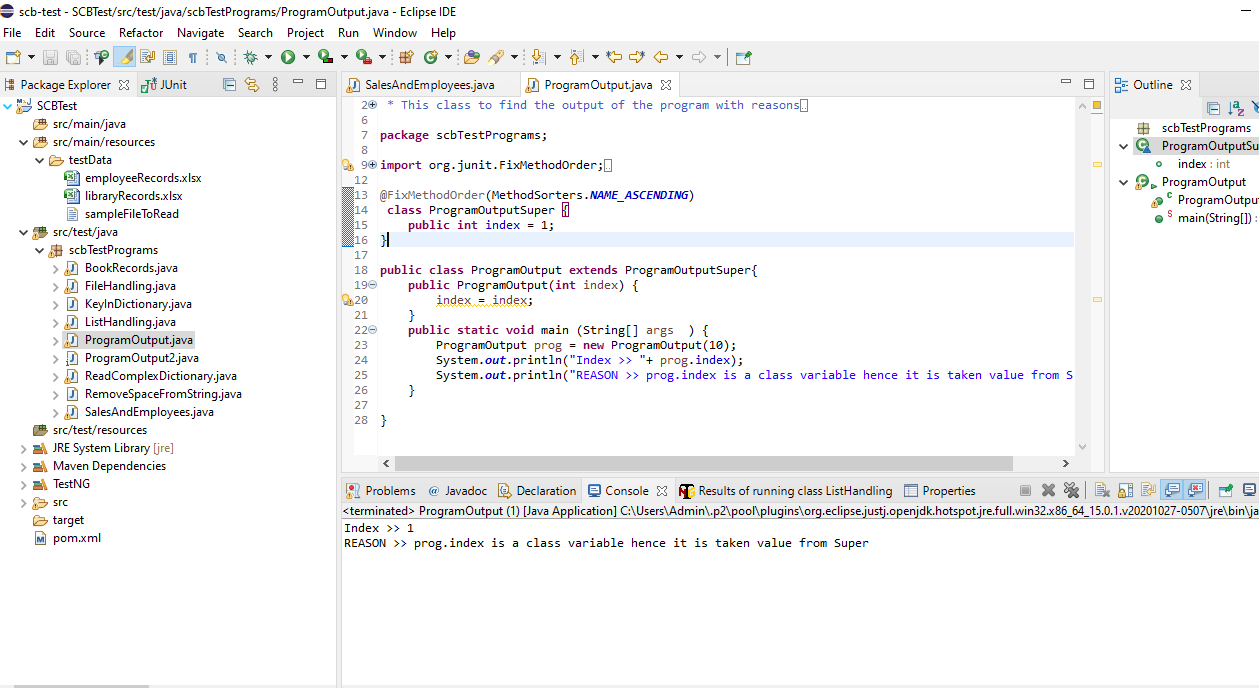 scb-test - SCBTest/src/test/java/scbTestPrograms/ProgramOutput.java - Eclipse IDE
File Edit Source Refactor Navigate Search Project Run Window Help
Package Explorer
JUnit
SCBTest
src/main/java
src/main/resources
testData
employeeRecords.xlsx
libraryRecords.xlsx
sampleFileToRead
src/test/java
scbTestPrograms
BookRecords.java
FileHandling.java
KeyInDictionary.java
ListHandling.java
ProgramOutput.java
ProgramOutput2.java
ReadComplexDictionary.java
RemoveSpaceFromString.java
SalesAndEmployees.java
src/test/resources
JRE System Library [jre]
Maven Dependencies
TestNG
src
target
pom.xml
SalesAndEmployees.java
ProgramOutput.java
2 * This class to find the output of the program with reasons
6
7 package scbTestPrograms;
8
9 import org.junit.FixMethodOrder;
12
13 @FixMethodOrder(MethodSorters.NAME_ASCENDING)
14 class ProgramOutputSuper {
15 public int index = 1;
16 }
17
18 public class ProgramOutput extends ProgramOutputSuper{
19 public ProgramOutput(int index) {
20 index = index;
21 }
22 public static void main (String[] args  ) {
23 ProgramOutput prog = new ProgramOutput(10);
24 System.out.println("Index >> "+ prog.index);
25 System.out.println("REASON >> prog.index is a class variable hence it is taken value from S
26 }
27
28 }
Outline
scbTestPrograms
ProgramOutputSu
index : int
ProgramOutput
ProgramOutpu
main(String[]) :
Problems @ Javadoc Declaration Console Results of running class ListHandling Properties
<terminated> ProgramOutput (1) [Java Application] C:\Users\Admin\.p2\pool\plugins\org.eclipse.justj.openjdk.hotspot.jre.full.win32.x86_64_15.0.1.v20201027-0507\jre\bin\ja
Index >> 1
REASON >> prog.index is a class variable hence it is taken value from Super